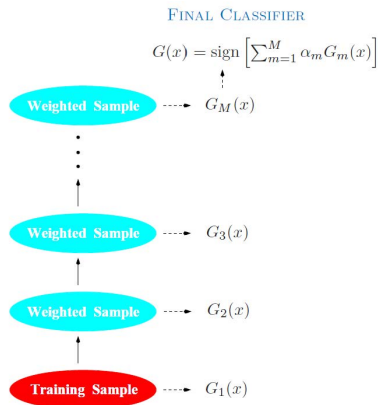 FINAL CLASSIFIER
G(x) = sign [∑_{m=1}^{M} α_m G_m(x)]
Weighted Sample G_M(x)
Weighted Sample G_3(x)
Weighted Sample G_2(x)
Training Sample G_1(x)